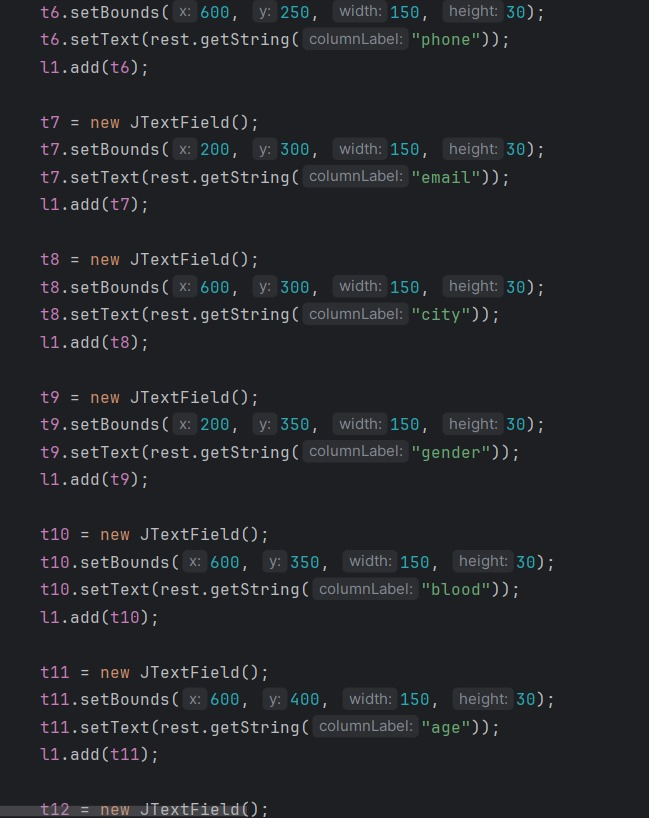 t6.setBounds( x: 600, y: 250, width: 150, height: 30);
t6.setText(rest.getString( columnLabel: "phone"));
l1.add(t6);
t7 = new JTextField();
t7.setBounds( x: 200, y: 300, width: 150, height: 30);
t7.setText(rest.getString( columnLabel: "email"));
l1.add(t7);
t8 = new JTextField();
t8.setBounds( x: 600, y: 300, width: 150, height: 30);
t8.setText(rest.getString( columnLabel: "city"));
l1.add(t8);
t9 = new JTextField();
t9.setBounds( x: 200, y: 350, width: 150, height: 30);
t9.setText(rest.getString( columnLabel: "gender"));
l1.add(t9);
t10 = new JTextField();
t10.setBounds( x: 600, y: 350, width: 150, height: 30);
t10.setText(rest.getString( columnLabel: "blood"));
l1.add(t10);
t11 = new JTextField();
t11.setBounds( x: 600, y: 400, width: 150, height: 30);
t11.setText(rest.getString( columnLabel: "age"));
l1.add(t11);
t12 = new JTextField();